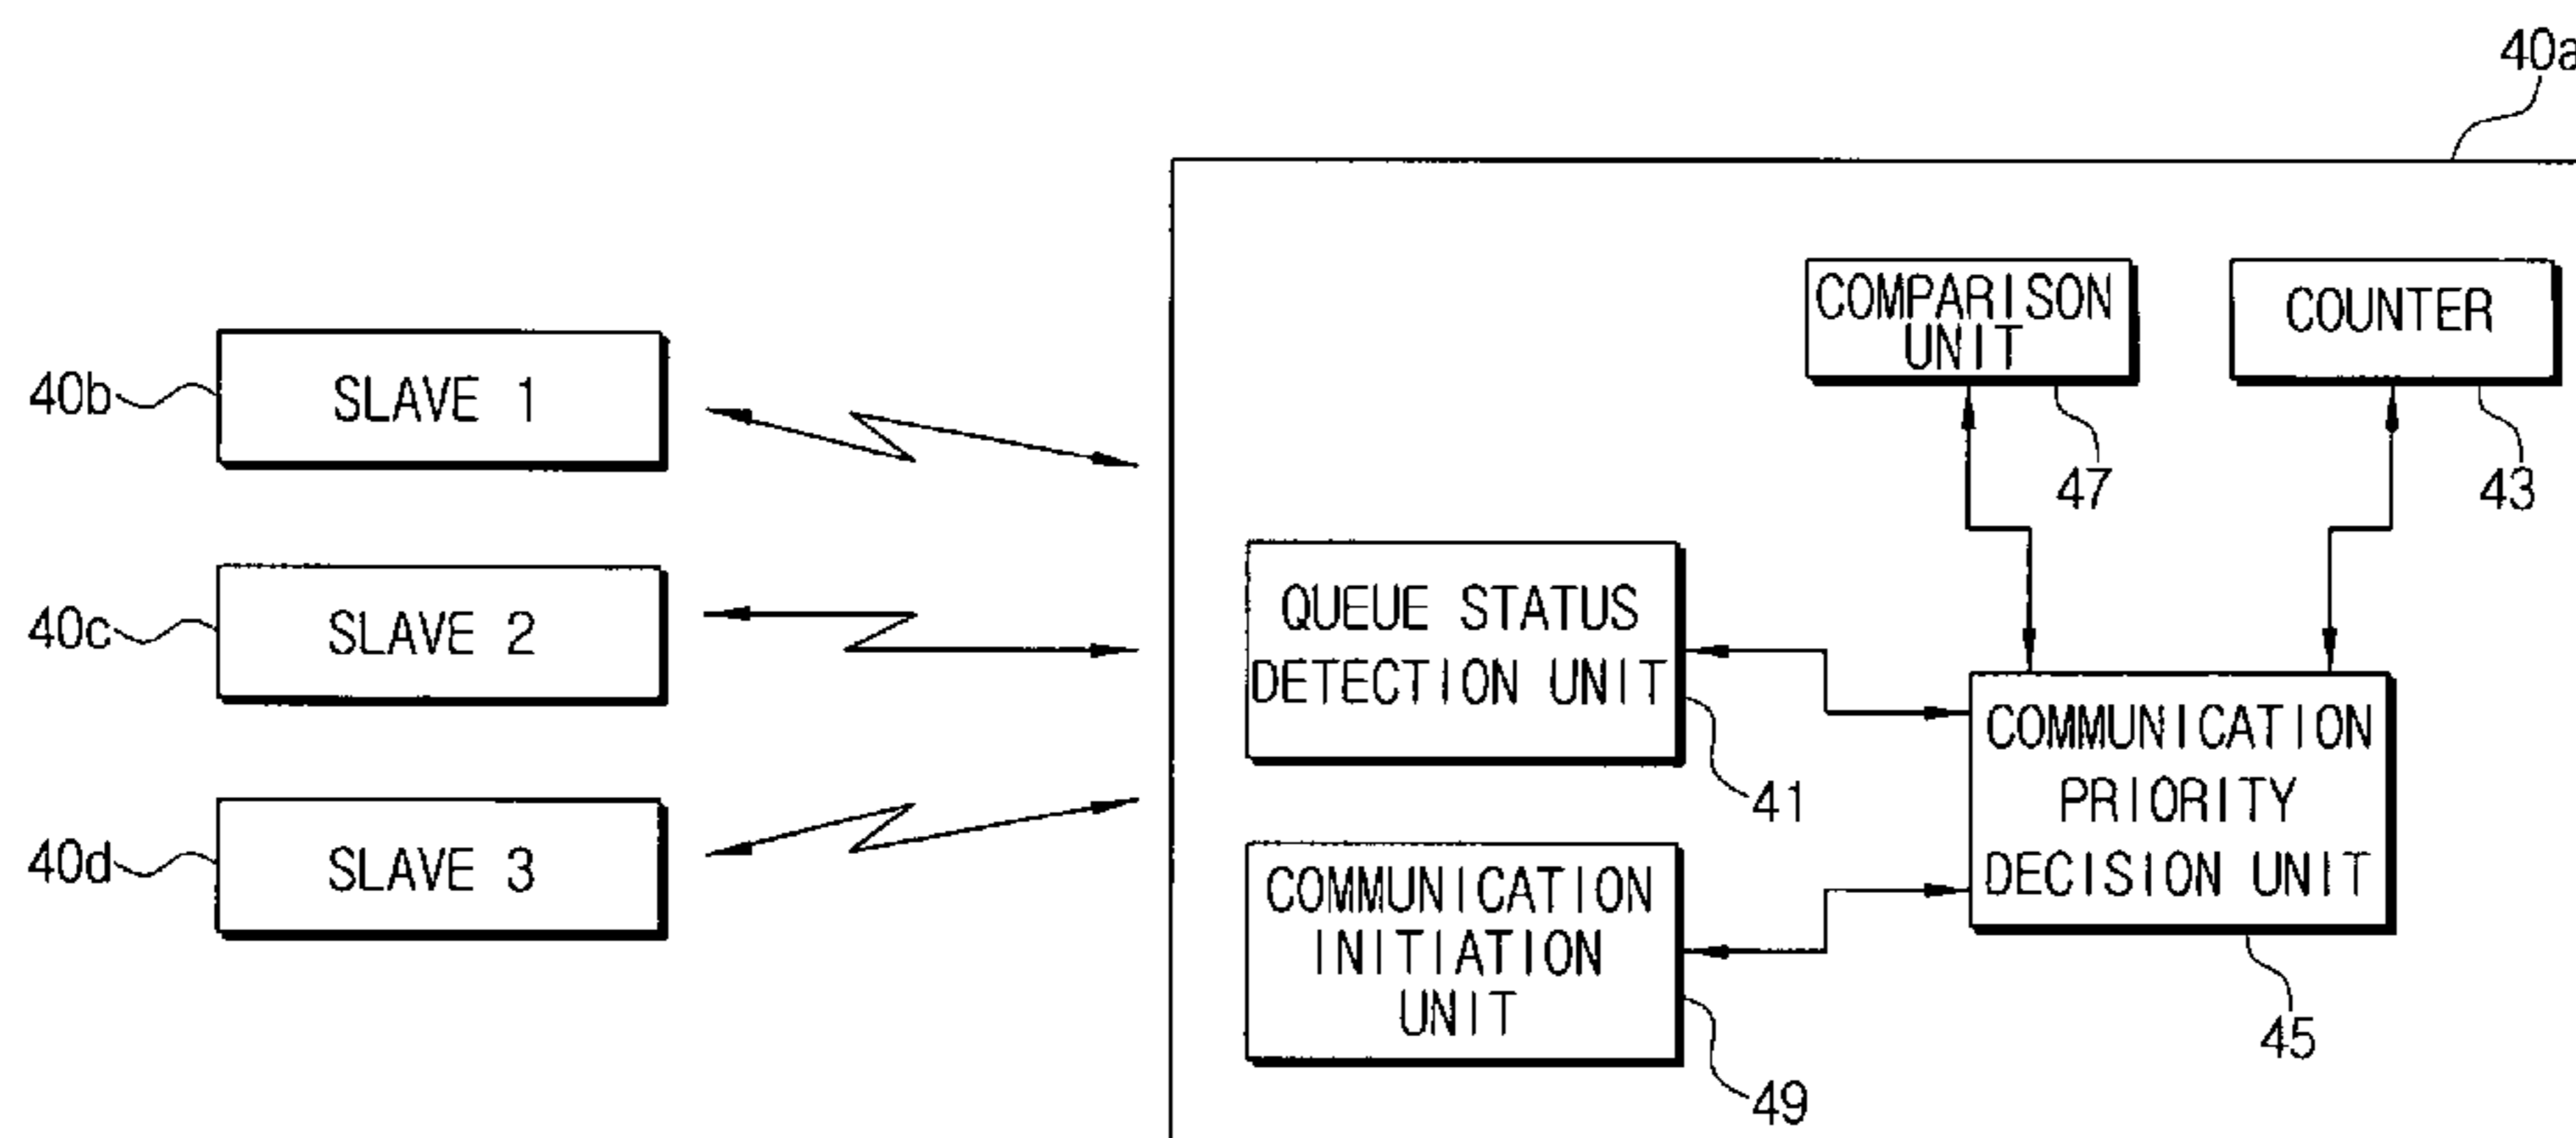 40a
COMPARISON
UNIT
COUNTER
40b
SLAVE 1
47
43
QUEUE STATUS
DETECTION UNIT
40c
SLAVE 2
41
COMMUNICATION
PRIORITY
DECISION UNIT
40d
SLAVE 3
COMMUNICATION
INITIATION
UNIT
45
49